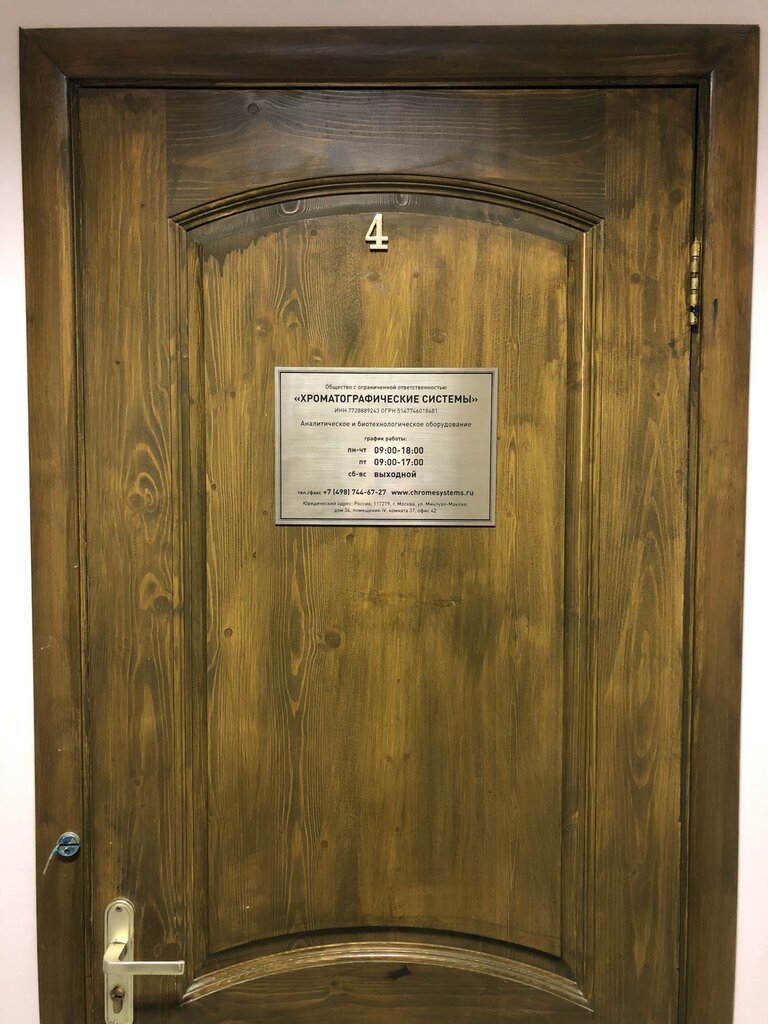 4
Общество с ограниченной ответственностью
«ХРОМАТОГРАФИЧЕСКИЕ СИСТЕМЫ»
ИНН 7728889243 ОГРН 5147746018481
Аналитическое и биотехнологическое оборудование
график работы:
пн-чт 09:00-18:00
пт 09:00-17:00
сб-вс выходной
тел./факс +7 (498) 744-67-27 www.chromesystems.ru
Юридический адрес: Россия, 117279, г. Москва, ул. Миклухо-Маклая,
дом 36, помещение IV, комната 37, офис 42